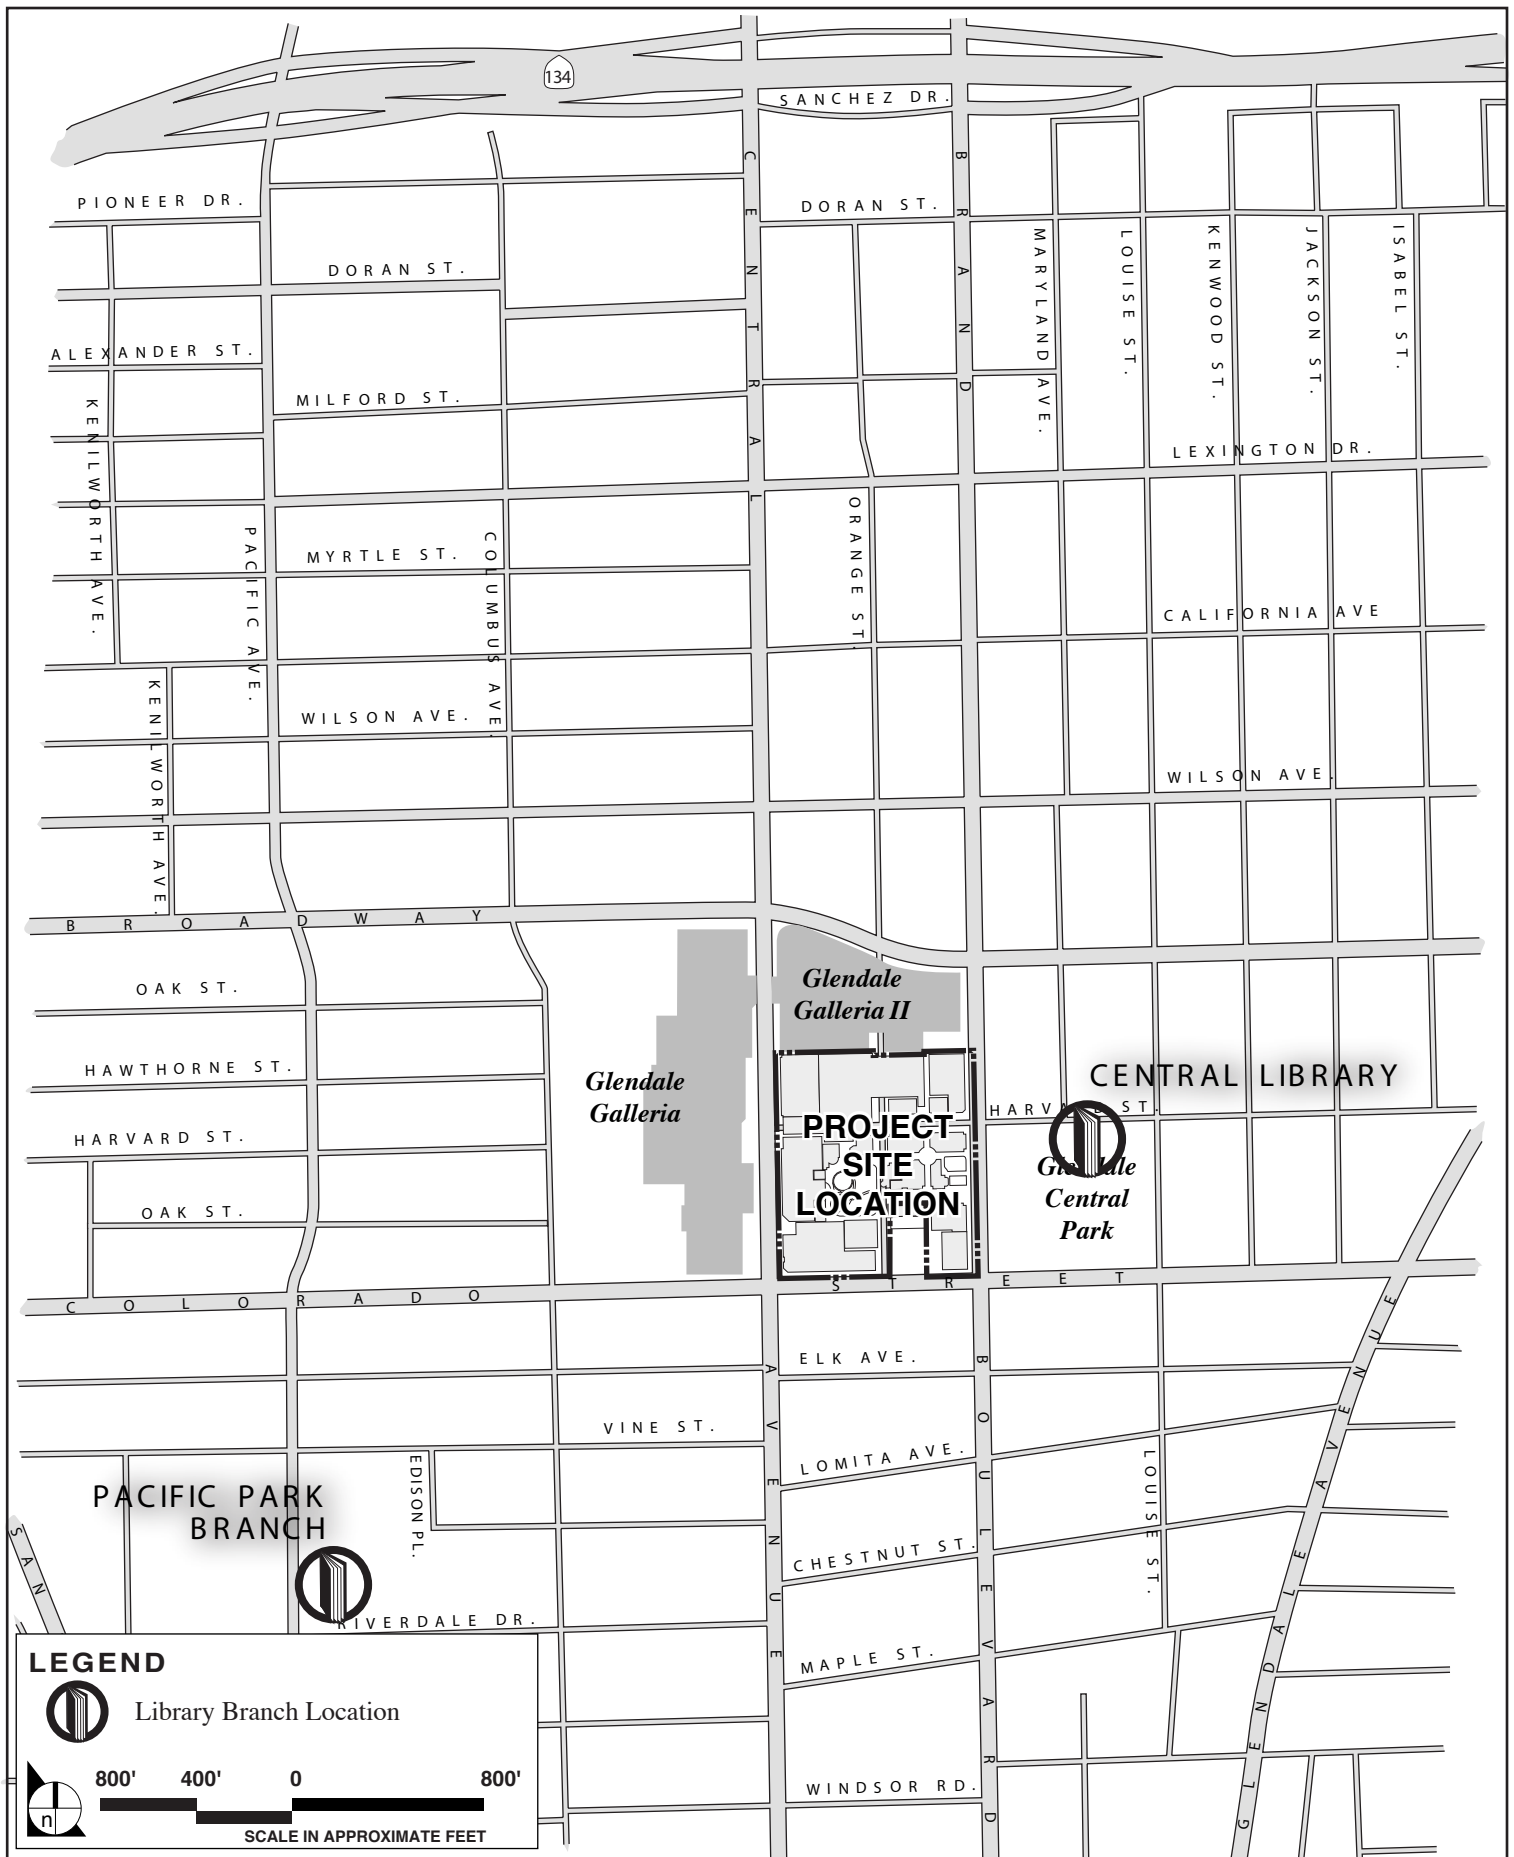 134
SANCHEZ DR.
PIONEER DR.
DORAN ST.
DORAN ST.
ALEXANDER ST.
MILFORD ST.
KENILWORTH AVE.
PACIFIC AVE.
COLUMBUS AVE.
MYRTLE ST.
WILSON AVE.
KENILWORTH AVE.
CENTRAL
BRAND
ORANGE ST.
MARYLAND AVE.
LOUISE ST.
KENWOOD ST.
JACKSON ST.
ISABEL ST.
LEXINGTON DR.
CALIFORNIA AVE
WILSON AVE.
BROADWAY
OAK ST.
HAWTHORNE ST.
HARVARD ST.
OAK ST.
Glendale
Galleria
Glendale
Galleria II
PROJECT
SITE
LOCATION
CENTRAL LIBRARY
HARVARD ST.
Glendale
Central
Park
COLORADO STREET
ELK AVE.
VINE ST.
LOMITA AVE.
EDISON PL.
PACIFIC PARK
BRANCH
CHESTNUT ST.
LOUISE ST.
RIVERDALE DR.
MAPLE ST.
WINDSOR RD.
AVENUE
BOULEVARD
GLENDALE AVENUE
SAN
LEGEND
Library Branch Location
n
800' 400' 0 800'
SCALE IN APPROXIMATE FEET